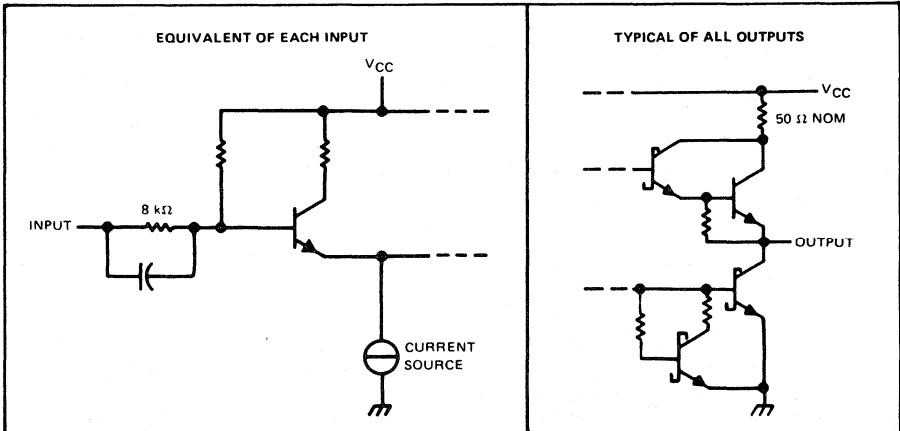 EQUIVALENT OF EACH INPUT
VCC
8 kΩ
INPUT
CURRENT
SOURCE
TYPICAL OF ALL OUTPUTS
VCC
50 Ω NOM
OUTPUT